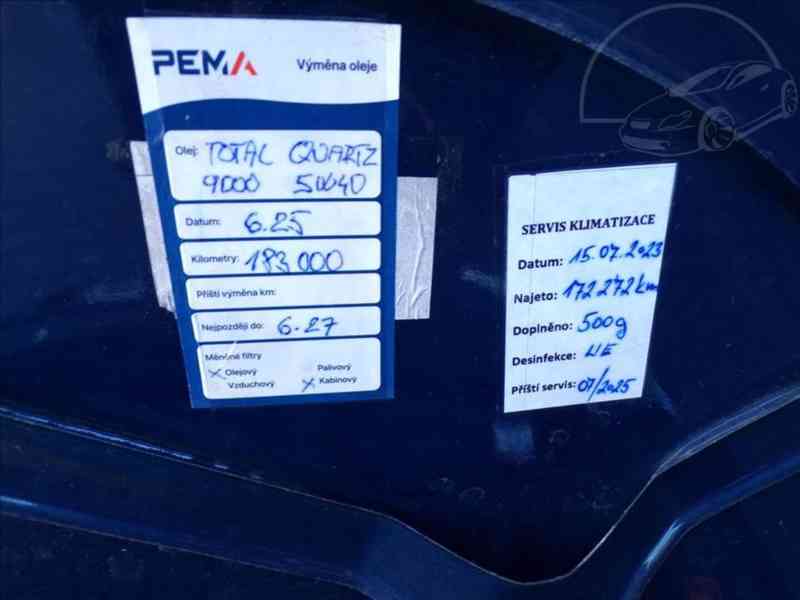 PEMA
Výměna oleje
Olej: TOTAL QUARTZ
9000 5W40
Datum: 6.25
Kilometry: 183 000
Příští výměna km:
Nejpozději do: 6.27
Měněné filtry
Olejový Palivový
Vzduchový Kabinový
SERVIS KLIMATIZACE
Datum: 15.07.2023
Najeto: 172 272 km
Doplněno: 500g
Desinfekce: NE
Příští servis: 07/2025